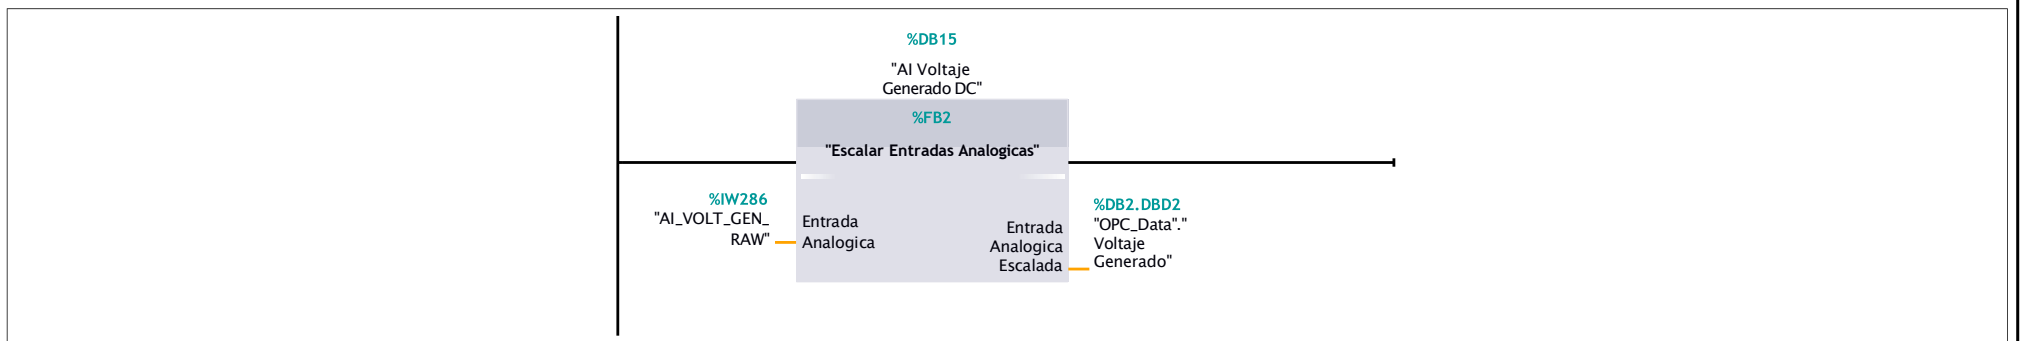 %DB15
"AI Voltaje
Generado DC"
%FB2
"Escalar Entradas Analogicas"
%IW286
"AI_VOLT_GEN_
RAW"
Entrada
Analogica
Entrada
Analogica
Escalada
%DB2.DBD2
"OPC_Data"."
Voltaje
Generado"